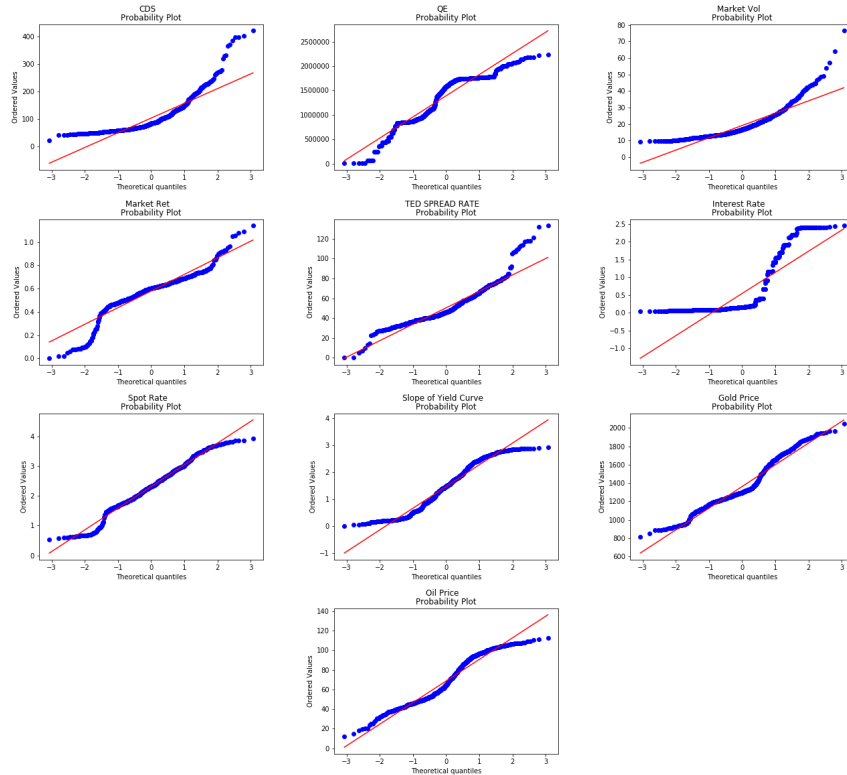 CDS
Probability Plot
400
300
200
100
0
Ordered Values
−3 −2 −1 0 1 2 3
Theoretical quantiles
QE
Probability Plot
2500000
2000000
1500000
1000000
500000
0
Ordered Values
−3 −2 −1 0 1 2 3
Theoretical quantiles
Market Vol
Probability Plot
80
70
60
50
40
30
20
10
0
Ordered Values
−3 −2 −1 0 1 2 3
Theoretical quantiles
Market Ret
Probability Plot
1.0
0.8
0.6
0.4
0.2
0.0
Ordered Values
−3 −2 −1 0 1 2 3
Theoretical quantiles
TED SPREAD RATE
Probability Plot
120
100
80
60
40
20
0
Ordered Values
−3 −2 −1 0 1 2 3
Theoretical quantiles
Interest Rate
Probability Plot
2.5
2.0
1.5
1.0
0.5
0.0
−0.5
−1.0
Ordered Values
−3 −2 −1 0 1 2 3
Theoretical quantiles
Spot Rate
Probability Plot
4
3
2
1
0
Ordered Values
−3 −2 −1 0 1 2 3
Theoretical quantiles
Slope of Yield Curve
Probability Plot
4
3
2
1
0
−1
Ordered Values
−3 −2 −1 0 1 2 3
Theoretical quantiles
Gold Price
Probability Plot
2000
1800
1600
1400
1200
1000
800
600
Ordered Values
−3 −2 −1 0 1 2 3
Theoretical quantiles
Oil Price
Probability Plot
140
120
100
80
60
40
20
0
Ordered Values
−3 −2 −1 0 1 2 3
Theoretical quantiles